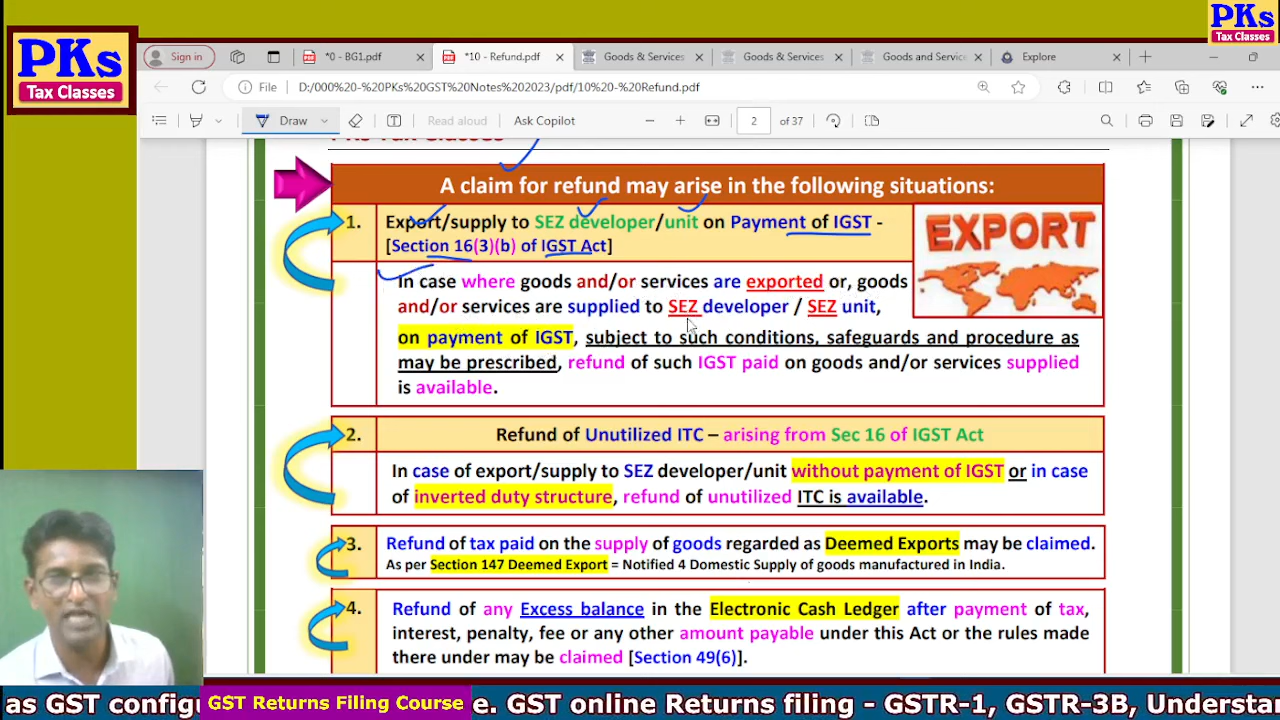 PKs
Tax Classes
PKs
Tax Classes
Sign in
*0 - BG1.pdf
*10 - Refund.pdf
Goods & Services
Goods & Services
Goods and Service
Explore
File
D:/000%20-%20PKs%20GST%20Notes%202023/pdf/10%20-%20Refund.pdf
Draw
Read aloud
Ask Copilot
2
of 37
PKs Tax Classes
A claim for refund may arise in the following situations:
1.
Export/supply to SEZ developer/unit on Payment of IGST -
[Section 16(3)(b) of IGST Act]
EXPORT
In case where goods and/or services are exported or, goods
and/or services are supplied to SEZ developer / SEZ unit,
on payment of IGST, subject to such conditions, safeguards and procedure as
may be prescribed, refund of such IGST paid on goods and/or services supplied
is available.
2.
Refund of Unutilized ITC – arising from Sec 16 of IGST Act
In case of export/supply to SEZ developer/unit without payment of IGST or in case
of inverted duty structure, refund of unutilized ITC is available.
3.
Refund of tax paid on the supply of goods regarded as Deemed Exports may be claimed.
As per Section 147 Deemed Export = Notified 4 Domestic Supply of goods manufactured in India.
4.
Refund of any Excess balance in the Electronic Cash Ledger after payment of tax,
interest, penalty, fee or any other amount payable under this Act or the rules made
there under may be claimed [Section 49(6)].
as GST config
GST Returns Filing Course
e. GST online Returns filing - GSTR-1, GSTR-3B, Understa